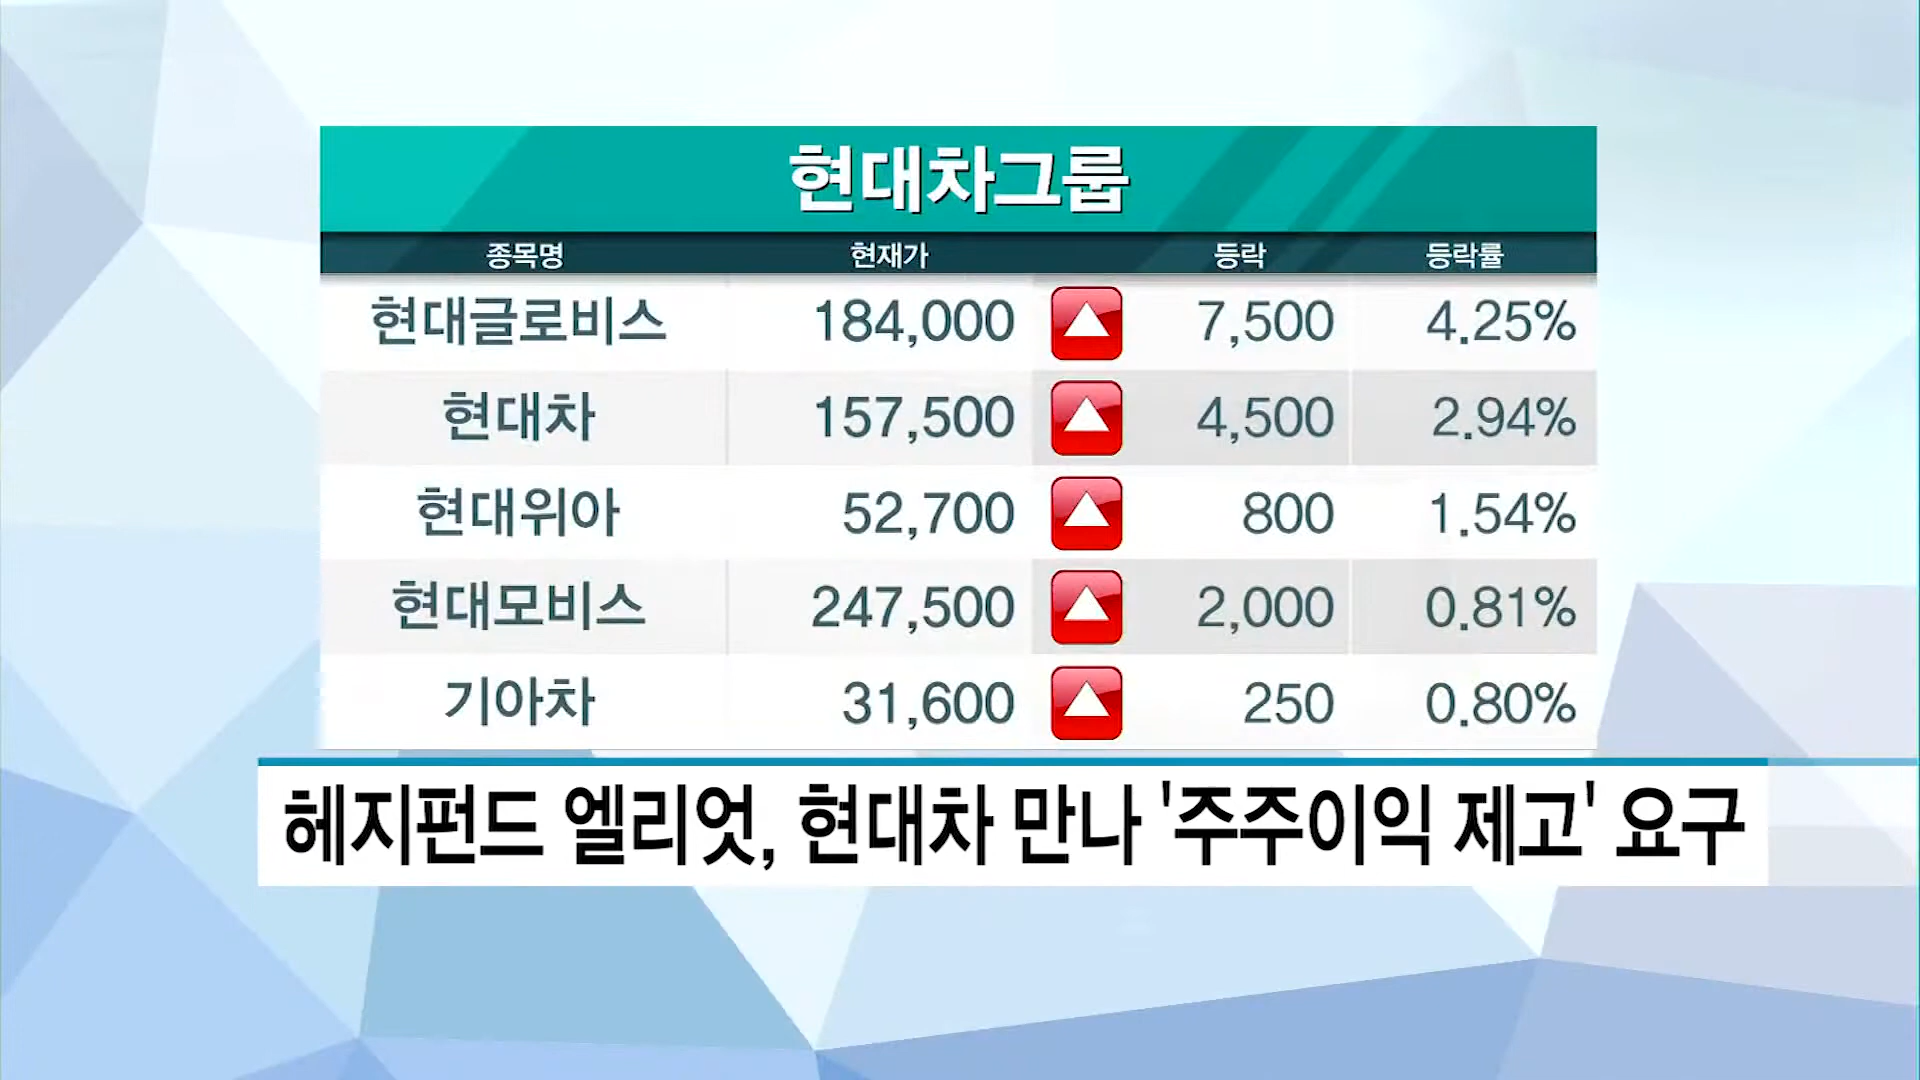 현대차그룹
종목명 현재가 등락 등락률
현대글로비스 184,000 7,500 4.25%
현대차 157,500 4,500 2.94%
현대위아 52,700 800 1.54%
현대모비스 247,500 2,000 0.81%
기아차 31,600 250 0.80%
헤지펀드 엘리엇, 현대차 만나 '주주이익 제고' 요구